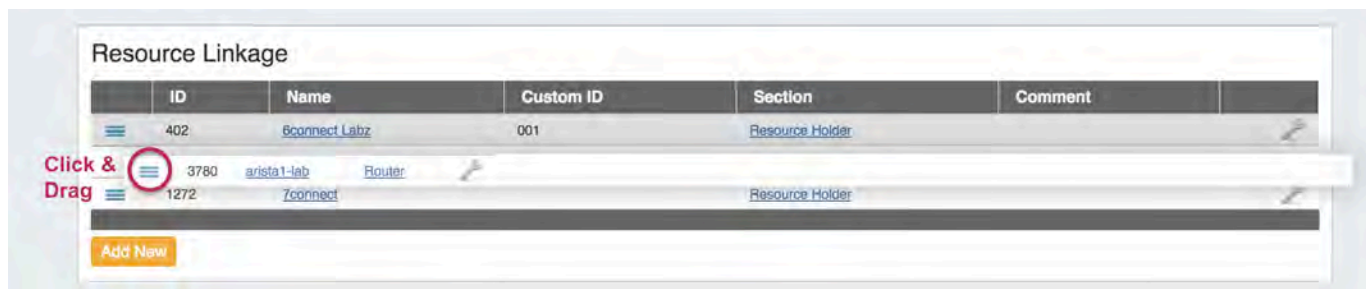 Resource Linkage
ID Name Custom ID Section Comment
402 6connect Labz 001 Resource Holder
Click &
3780 arista1-lab Router
Drag
1272 7connect Resource Holder
Add New